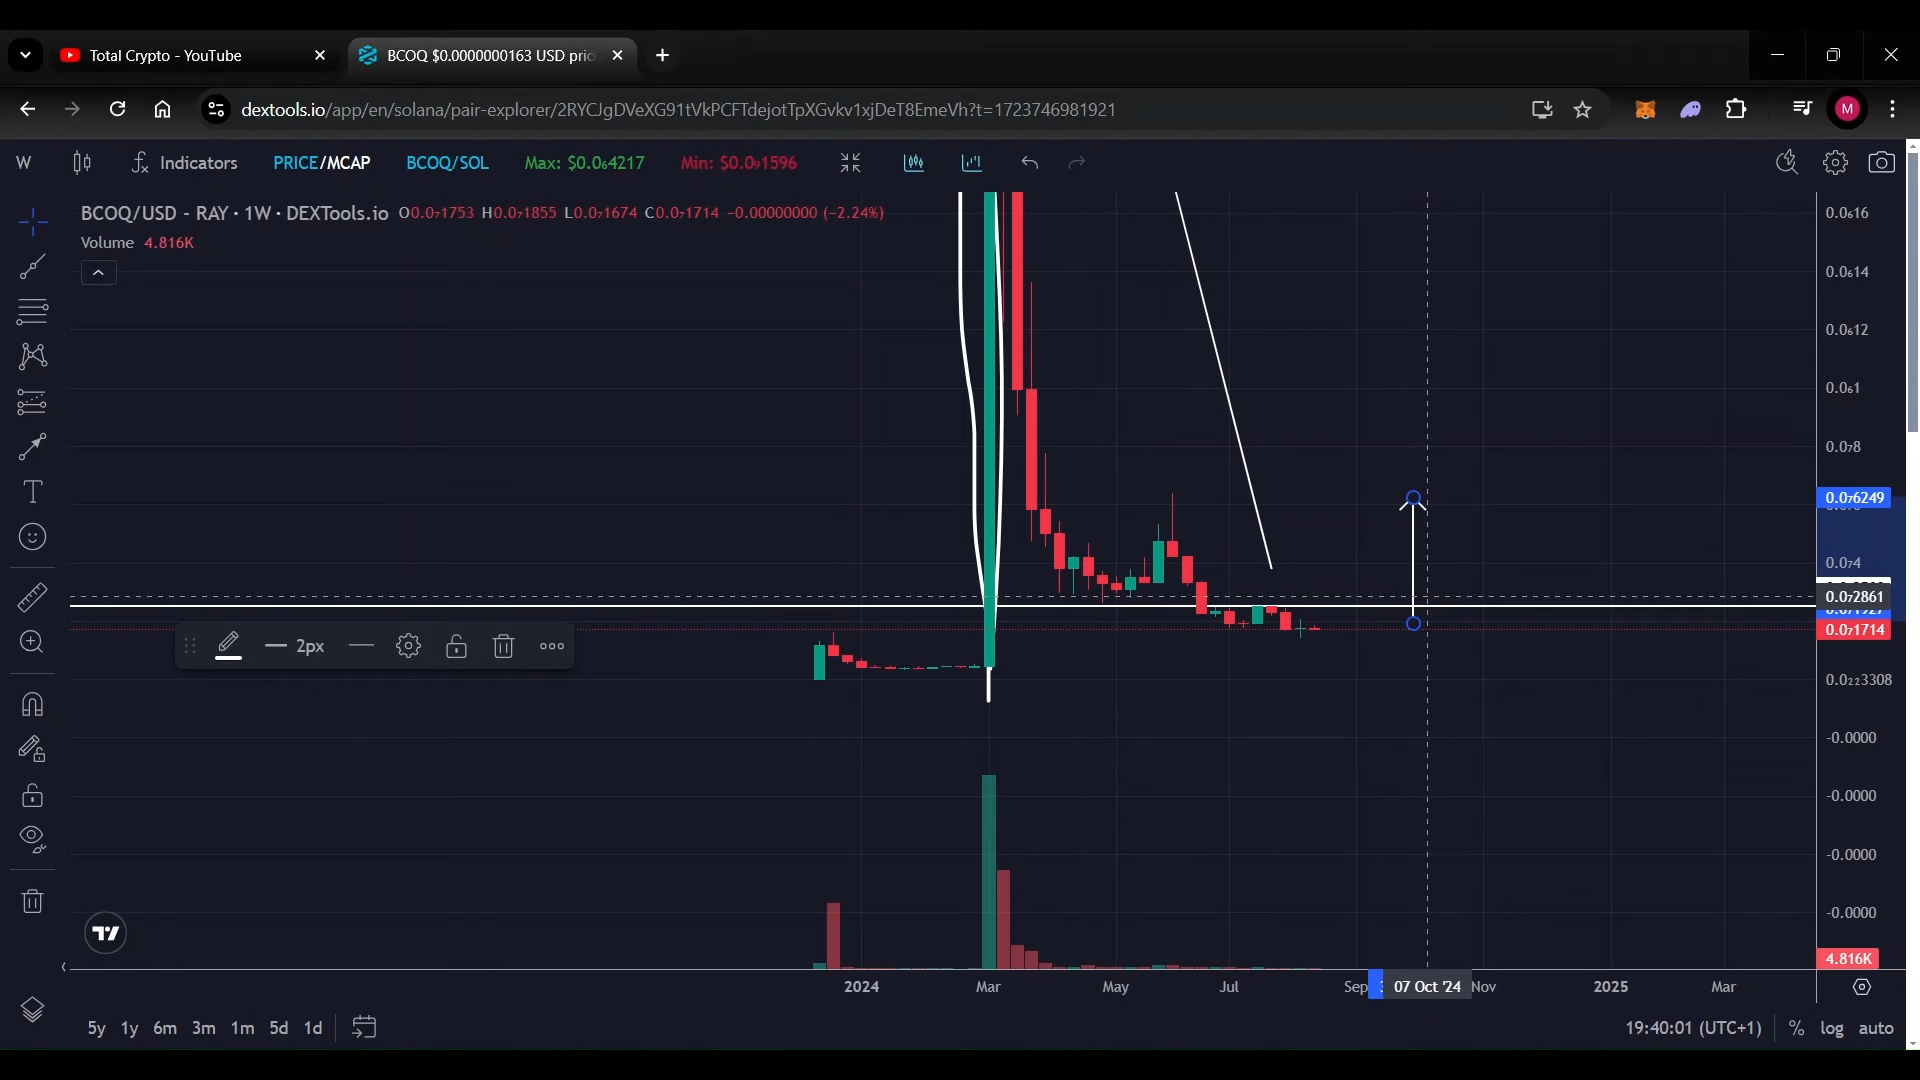 Total Crypto - YouTube
BCOQ $0.0000000163 USD pric
dextools.io/app/en/solana/pair-explorer/2RYCJgDVeXG91tVkPCFTdejotTpXGvkv1xjDeT8EmeVh?t=1723746981921
M
W
Indicators
PRICE/MCAP
BCOQ/SOL
Max: $0.0₆4217
Min: $0.0₉1596
BCOQ/USD - RAY · 1W · DEXTools.io O0.0₇1753 H0.0₇1855 L0.0₇1674 C0.0₇1714 -0.00000000 (-2.24%)
Volume 4.816K
0.0₆16
0.0₆14
0.0₆12
0.0₆1
0.0₇8
0.0₇6249
0.0₇4
0.0₇2861
0.0₇1714
2px
0.0₂₂3308
-0.0000
-0.0000
-0.0000
-0.0000
4.816K
2024 Mar May Jul Sep 07 Oct '24 Nov 2025 Mar
5y 1y 6m 3m 1m 5d 1d
19:40:01 (UTC+1) % log auto